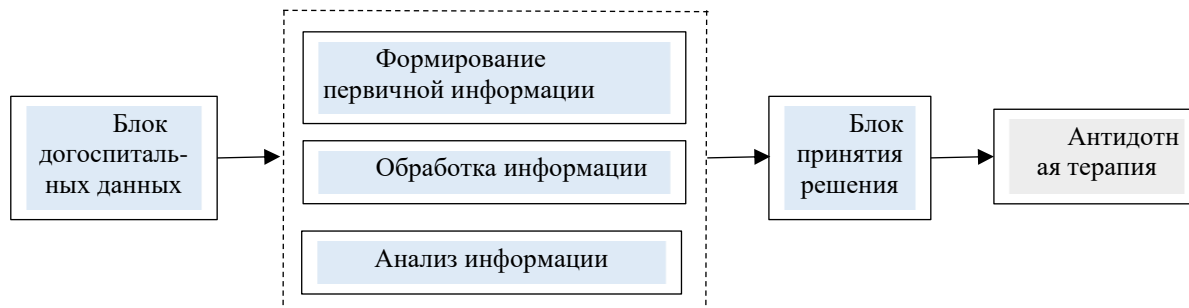 Блок
догоспиталь-
ных данных
Формирование
первичной информации
Обработка информации
Анализ информации
Блок
принятия
решения
Антидотн
ая терапия